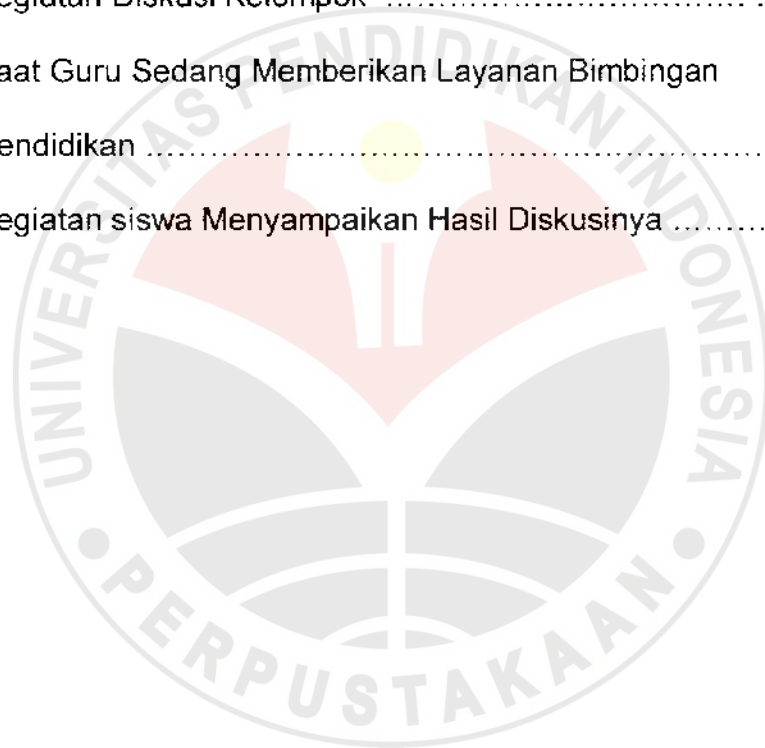 egiatan Diskusi Kelompok ........................................
aat Guru Sedang Memberikan Layanan Bimbingan
endidikan ..............................................................
egiatan siswa Menyampaikan Hasil Diskusinya .........
UNIVERSITAS PENDIDIKAN INDONESIA
PERPUSTAKAAN